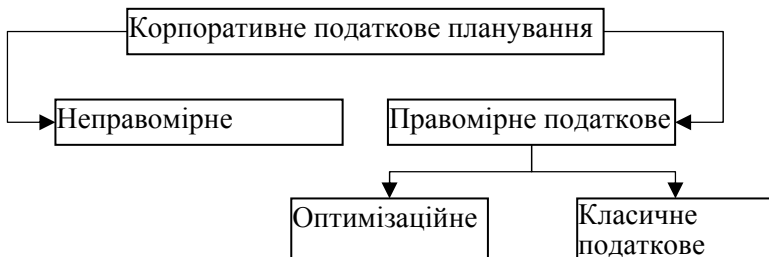 Корпоративне податкове планування
Неправомірне
Правомірне податкове
Оптимізаційне
Класичне
податкове